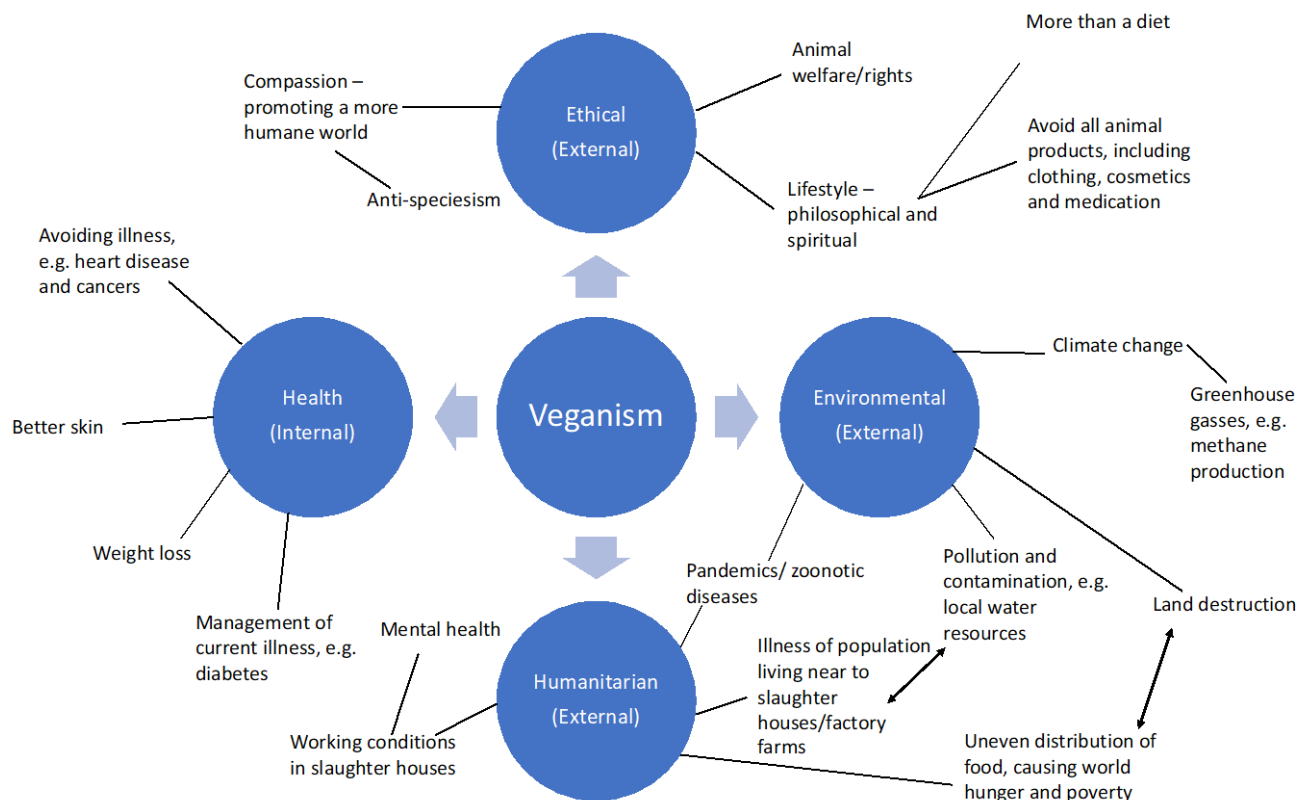 More than a diet
Animal
welfare/rights
Compassion –
promoting a more
humane world
Ethical
(External)
Avoid all animal
products, including
clothing, cosmetics
and medication
Anti-speciesism
Lifestyle –
philosophical and
spiritual
Avoiding illness,
e.g. heart disease
and cancers
Health
(Internal)
Veganism
Environmental
(External)
Climate change
Greenhouse
gasses, e.g.
methane
production
Better skin
Weight loss
Management of
current illness, e.g.
diabetes
Mental health
Pandemics/ zoonotic
diseases
Pollution and
contamination, e.g.
local water
resources
Land destruction
Humanitarian
(External)
Illness of population
living near to
slaughter
houses/factory
farms
Working conditions
in slaughter houses
Uneven distribution of
food, causing world
hunger and poverty